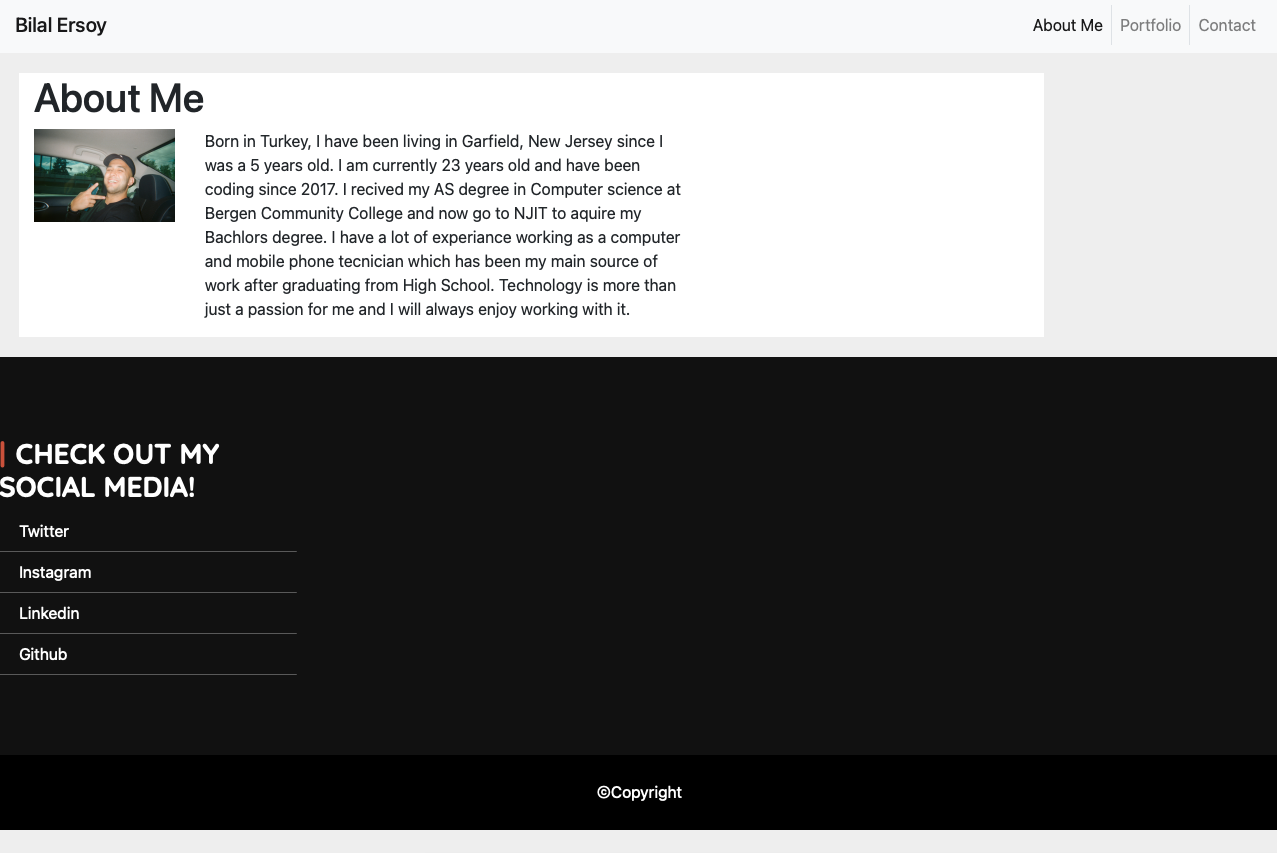 Bilal Ersoy
About Me
Portfolio
Contact
About Me
Born in Turkey, I have been living in Garfield, New Jersey since I
was a 5 years old. I am currently 23 years old and have been
coding since 2017. I recived my AS degree in Computer science at
Bergen Community College and now go to NJIT to aquire my
Bachlors degree. I have a lot of experiance working as a computer
and mobile phone tecnician which has been my main source of
work after graduating from High School. Technology is more than
just a passion for me and I will always enjoy working with it.
CHECK OUT MY
SOCIAL MEDIA!
Twitter
Instagram
Linkedin
Github
©Copyright